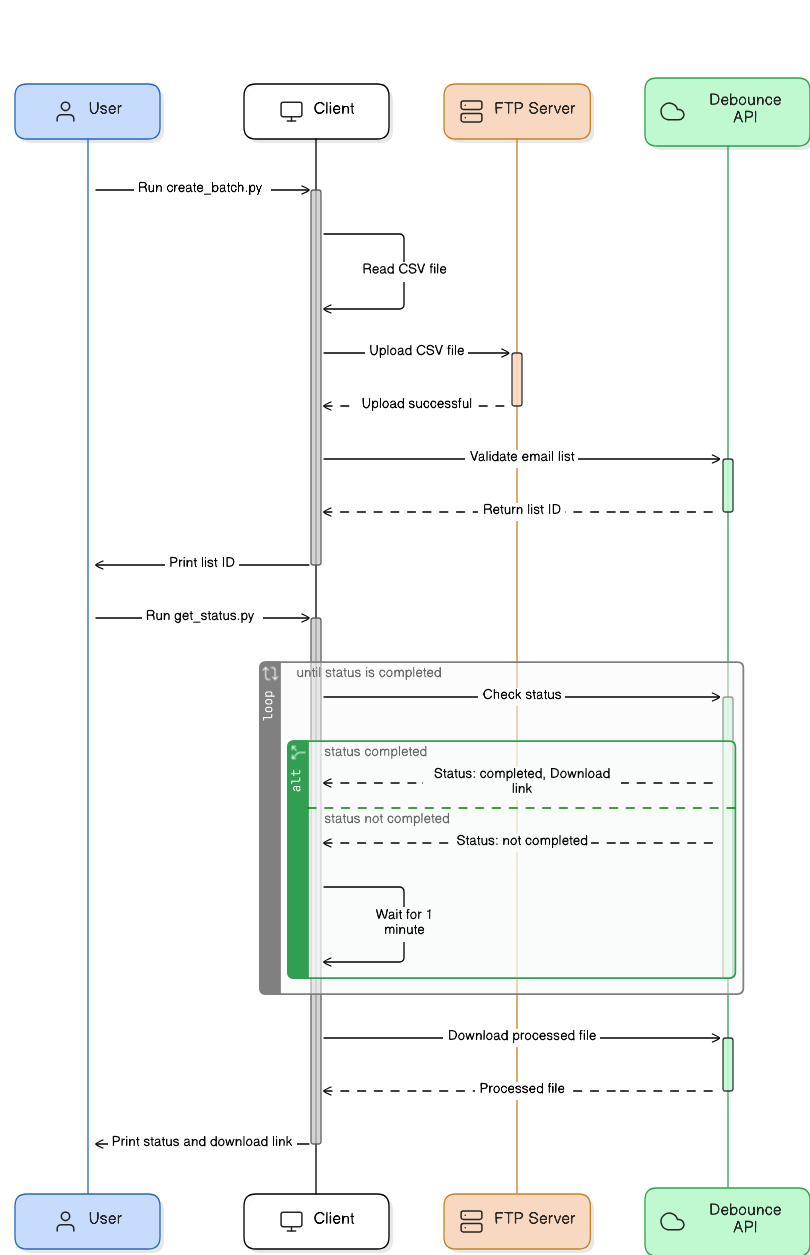 User
Client
FTP Server
Debounce
API
Run create_batch.py
Read CSV file
Upload CSV file
Upload successful
Validate email list
Return list ID
Print list ID
Run get_status.py
loop
until status is completed
Check status
alt
status completed
Status: completed, Download
link
status not completed
Status: not completed
Wait for 1
minute
Download processed file
Processed file
Print status and download link
User
Client
FTP Server
Debounce
API